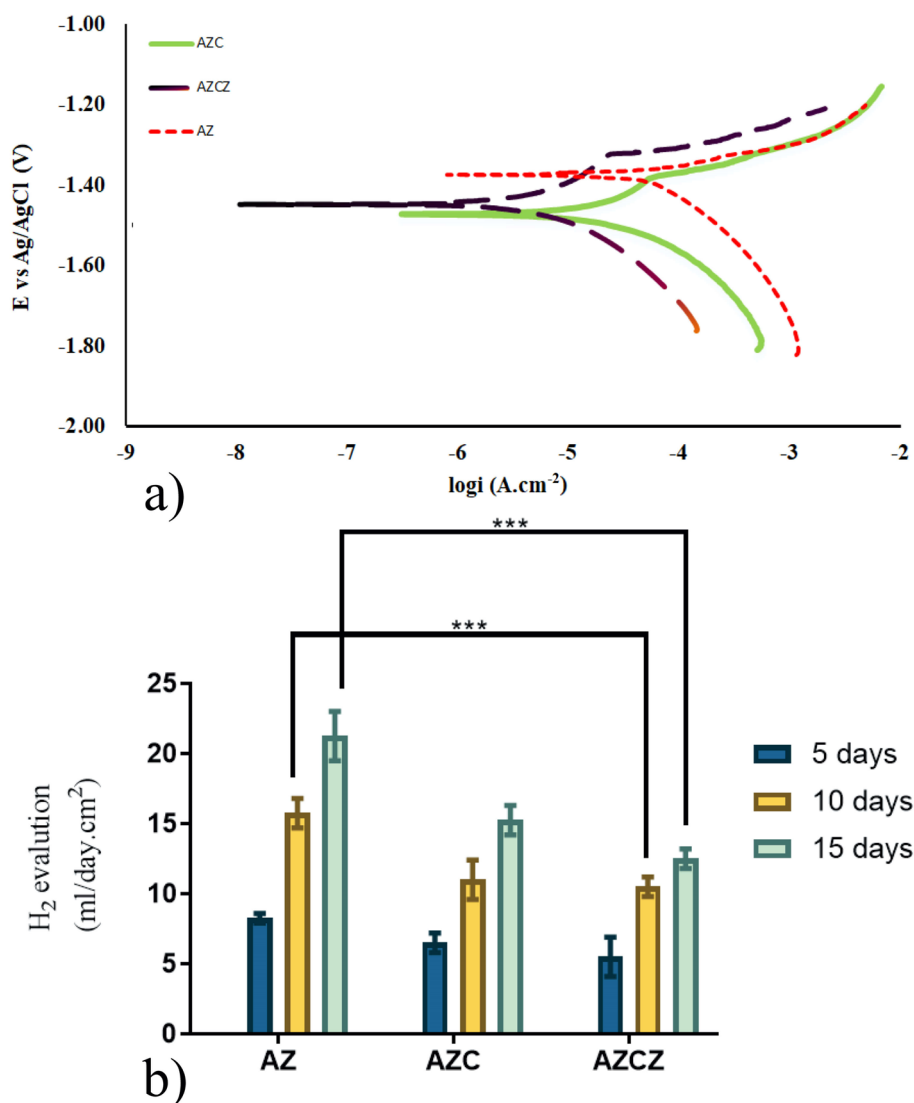 -1.00
AZC
AZCZ
AZ
-1.20
-1.40
-1.60
-1.80
-2.00
E vs Ag/AgCl (V)
-9 -8 -7 -6 -5 -4 -3 -2
logi (A.cm-2)
a)
***
***
25
20
15
10
5
0
H2 evalution
(ml/day.cm2)
5 days
10 days
15 days
AZ AZC AZCZ
b)